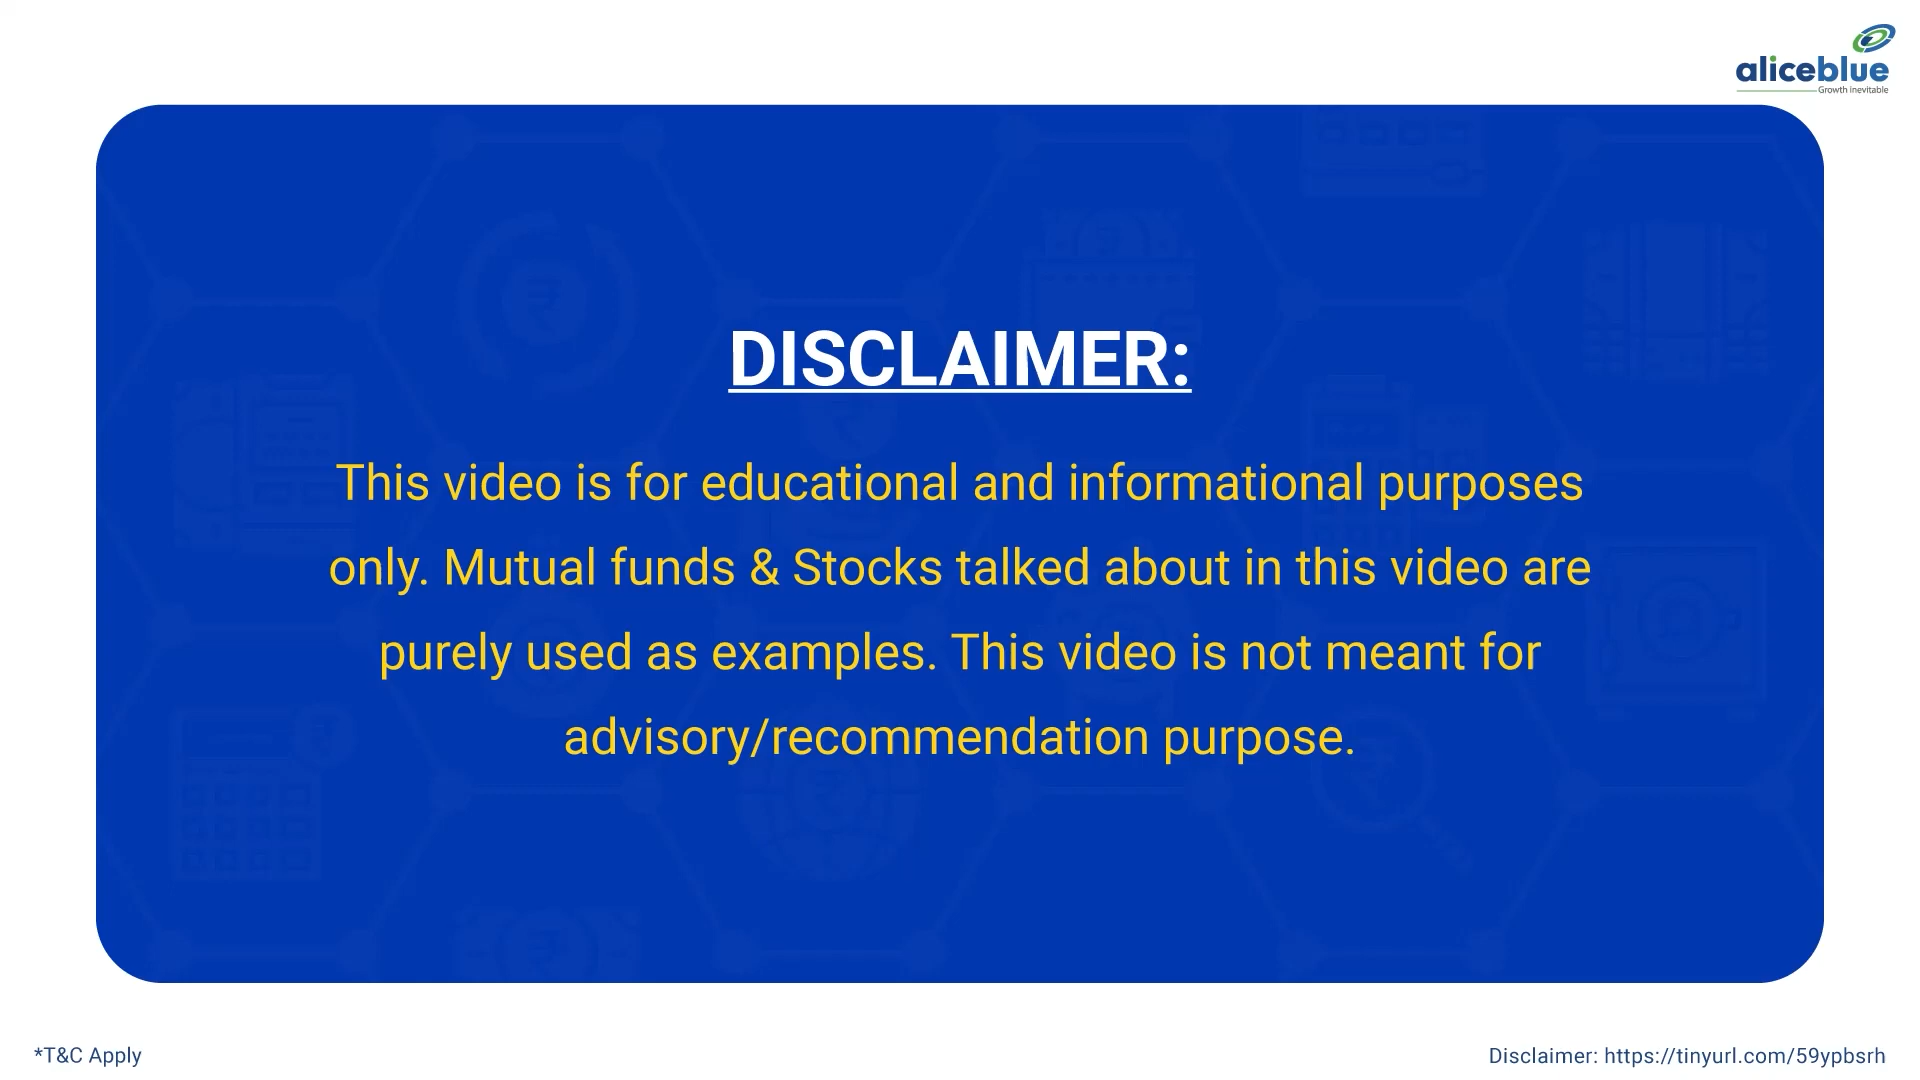 aliceblue
Growth inevitable
DISCLAIMER:
This video is for educational and informational purposes
only. Mutual funds & Stocks talked about in this video are
purely used as examples. This video is not meant for
advisory/recommendation purpose.
*T&C Apply
Disclaimer: https://tinyurl.com/59ypbsrh